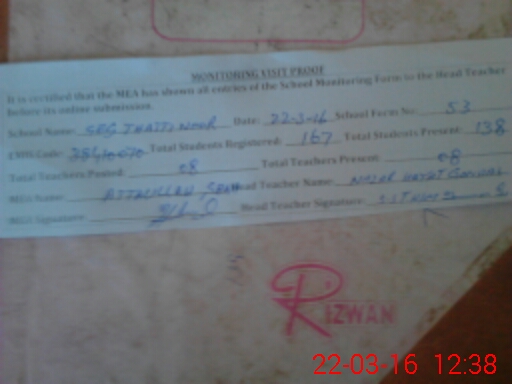 MONITORING VISIT PROOF
It is certified that the MEA has shown all entries of the School Monitoring Form to the Head Teacher
before its online submission.
School Name: Date: 22-3-16 School Form No: 53
Total Students Registered: 167 Total Students Present: 138
Total Teachers Posted: 08 Total Teachers Present: 08
MEA Name: ATTAULLAH Head Teacher Name:
MEA Signature: Head Teacher Signature:
RIZWAN
22-03-16 12:38